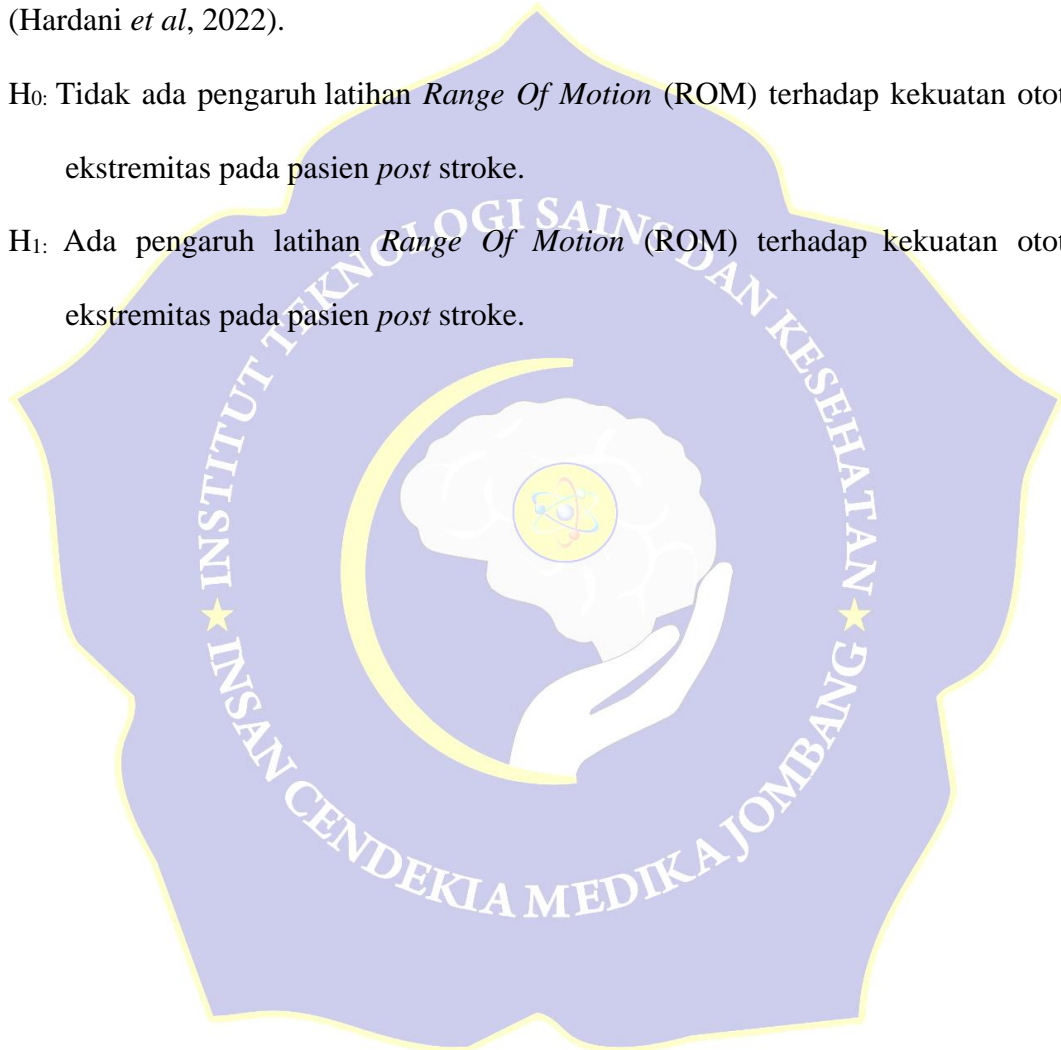 (Hardani et al, 2022).
H0: Tidak ada pengaruh latihan Range Of Motion (ROM) terhadap kekuatan otot
ekstremitas pada pasien post stroke.
H1: Ada pengaruh latihan Range Of Motion (ROM) terhadap kekuatan otot
ekstremitas pada pasien post stroke.
INSTITUT TEKNOLOGI SAINS DAN KESEHATAN
INSAN CENDEKIA MEDIKA JOMBANG